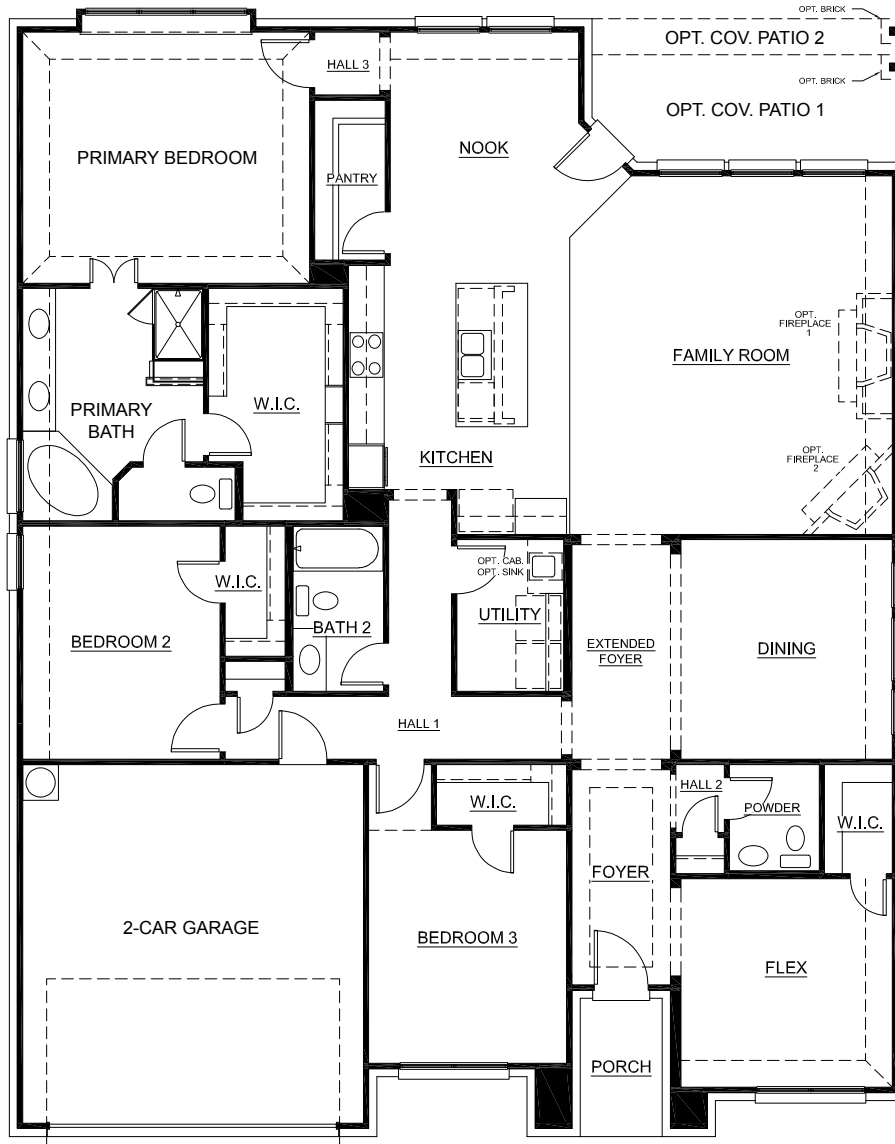 OPT. BRICK
OPT. COV. PATIO 2
OPT. BRICK
OPT. COV. PATIO 1
HALL 3
PRIMARY BEDROOM
PANTRY
NOOK
OPT.
FIREPLACE
1
FAMILY ROOM
W.I.C.
PRIMARY
BATH
KITCHEN
OPT.
FIREPLACE
2
OPT. CAB.
OPT. SINK
W.I.C.
BEDROOM 2
BATH 2
UTILITY
EXTENDED
FOYER
DINING
HALL 1
HALL 2
POWDER
W.I.C.
W.I.C.
FOYER
2-CAR GARAGE
BEDROOM 3
FLEX
PORCH